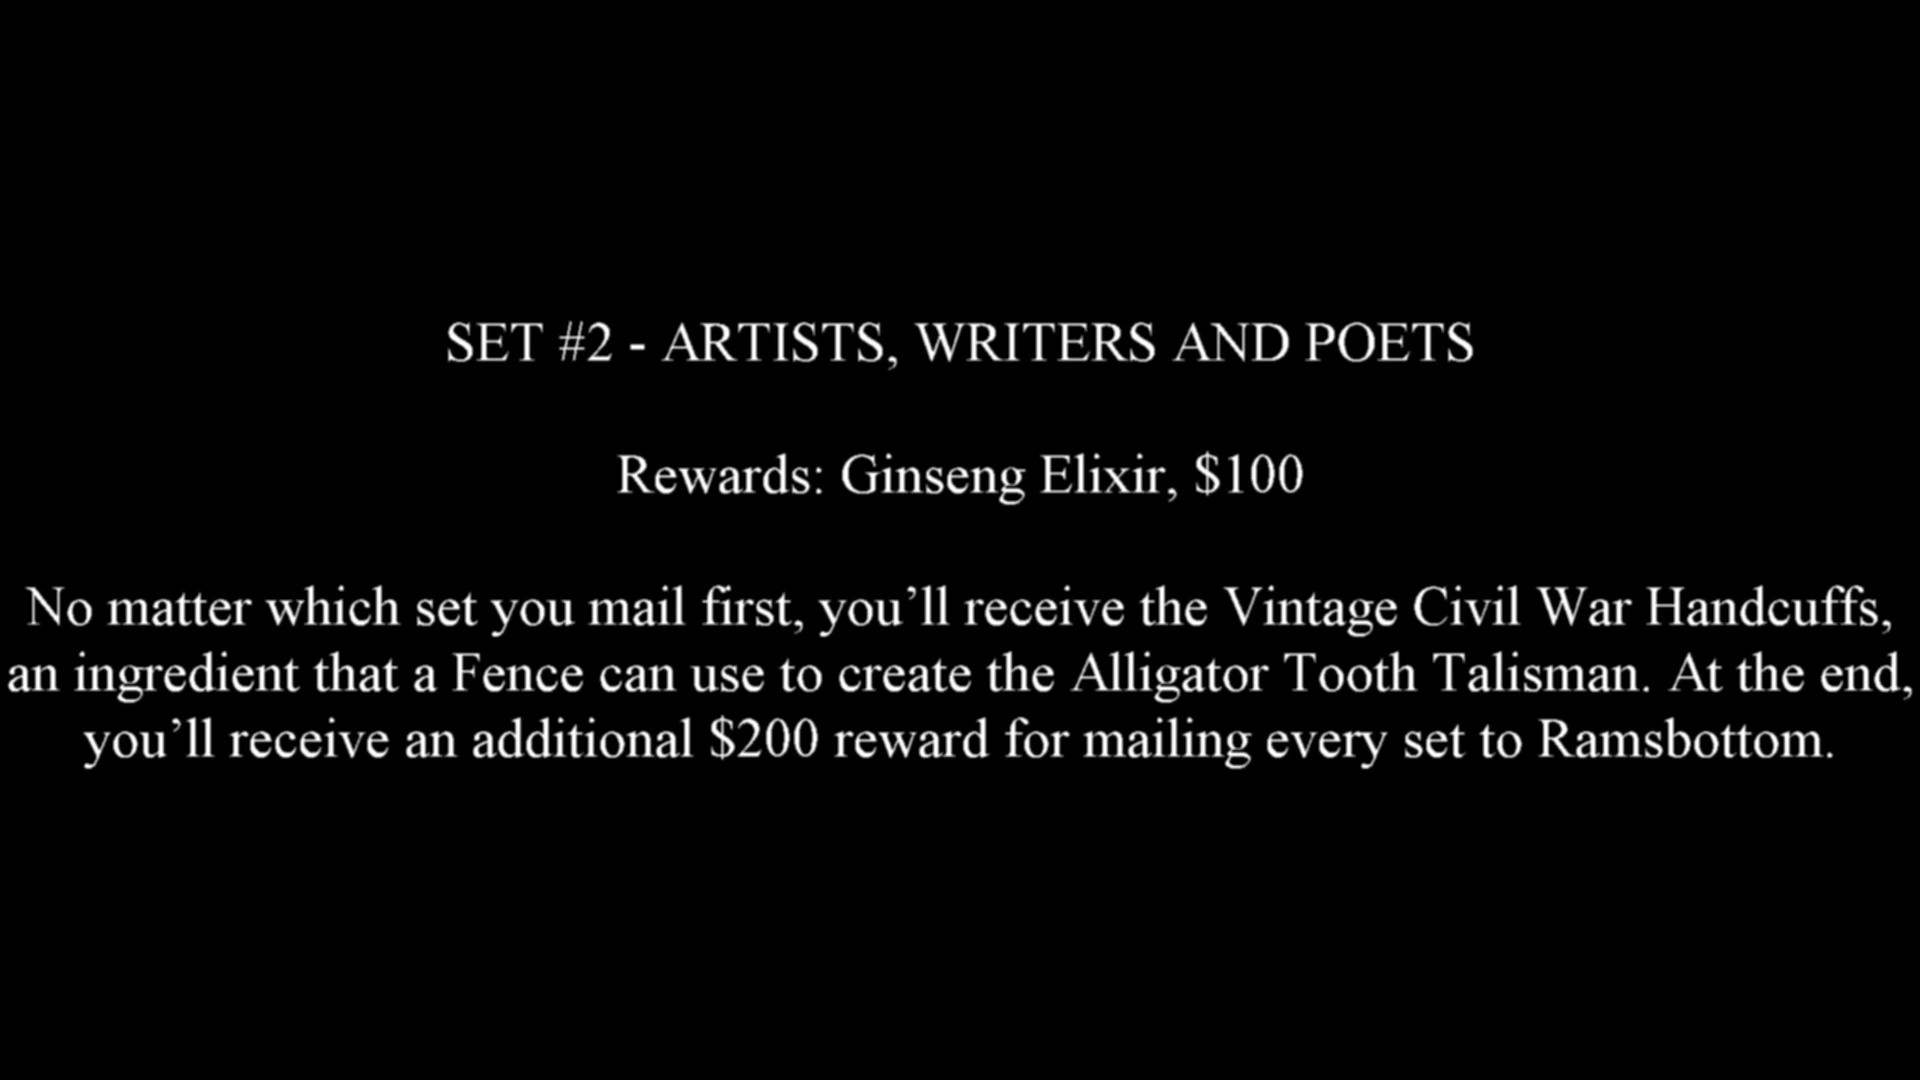 SET #2 - ARTISTS, WRITERS AND POETS
Rewards: Ginseng Elixir, $100
No matter which set you mail first, you’ll receive the Vintage Civil War Handcuffs,
an ingredient that a Fence can use to create the Alligator Tooth Talisman. At the end,
you’ll receive an additional $200 reward for mailing every set to Ramsbottom.